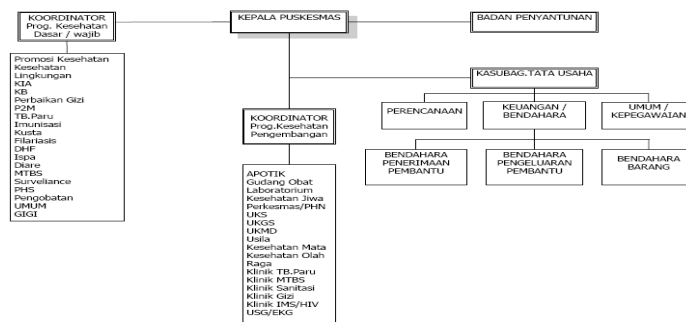 KOORDINATOR
Prog. Kesehatan
Dasar / wajib
KEPALA PUSKESMAS
BADAN PENYANTUNAN
Promosi Kesehatan
Kesehatan
Lingkungan
KIA
KB
Perbaikan Gizi
P2M
TB.Paru
Imunisasi
Kusta
Filariasis
DHF
Ispa
Diare
MTBS
Surveliance
PHS
Pengobatan
UMUM
GIGI
KASUBAG.TATA USAHA
KOORDINATOR
Prog.Kesehatan
Pengembangan
PERENCANAAN
KEUANGAN /
BENDAHARA
UMUM /
KEPEGAWAIAN
BENDAHARA
PENERIMAAN
PEMBANTU
BENDAHARA
PENGELUARAN
PEMBANTU
BENDAHARA
BARANG
APOTIK
Gudang Obat
Laboratorium
Kesehatan Jiwa
Perkesmas/PHN
UKS
UKGS
UKMD
Usila
Kesehatan Mata
Kesehatan Olah
Raga
Klinik TB.Paru
Klinik MTBS
Klinik Sanitasi
Klinik Gizi
Klinik IMS/HIV
USG/EKG